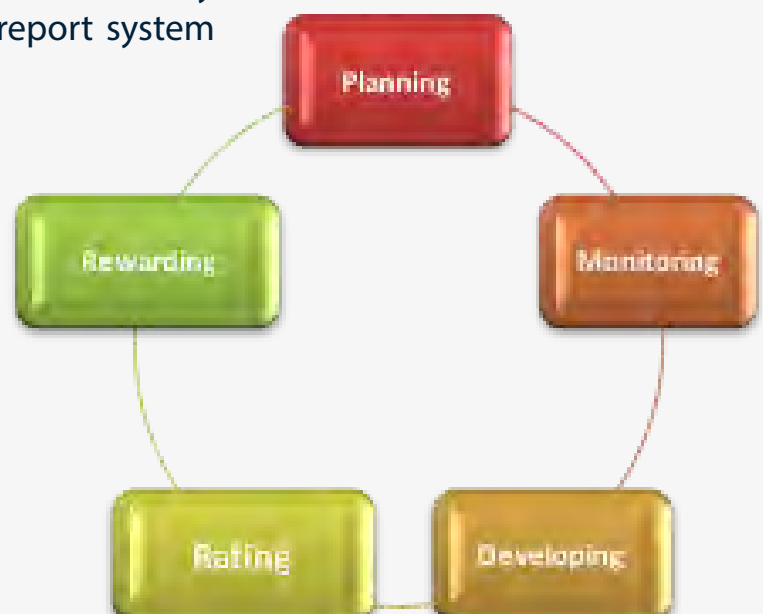 report system
Planning
Rewarding
Monitoring
Rating
Developing